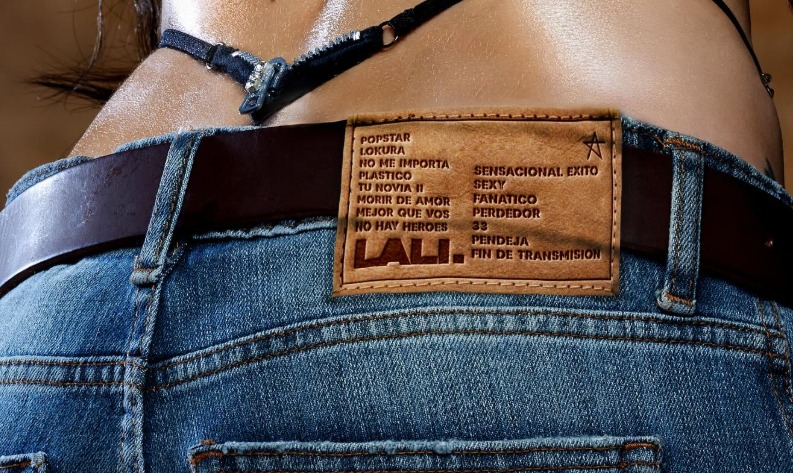 POPSTAR
LOKURA
NO ME IMPORTA
PLASTICO
TU NOVIA II
MORIR DE AMOR
MEJOR QUE VOS
NO HAY HEROES
LALI.
SENSACIONAL EXITO
SEXY
FANATICO
PERDEDOR
33
PENDEJA
FIN DE TRANSMISION